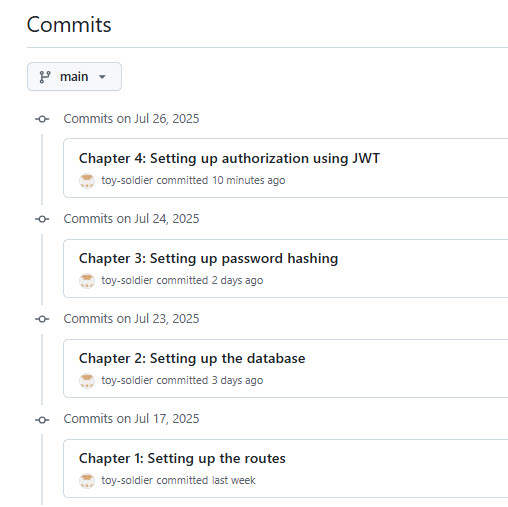 Commits
main
Commits on Jul 26, 2025
Chapter 4: Setting up authorization using JWT
toy-soldier committed 10 minutes ago
Commits on Jul 24, 2025
Chapter 3: Setting up password hashing
toy-soldier committed 2 days ago
Commits on Jul 23, 2025
Chapter 2: Setting up the database
toy-soldier committed 3 days ago
Commits on Jul 17, 2025
Chapter 1: Setting up the routes
toy-soldier committed last week